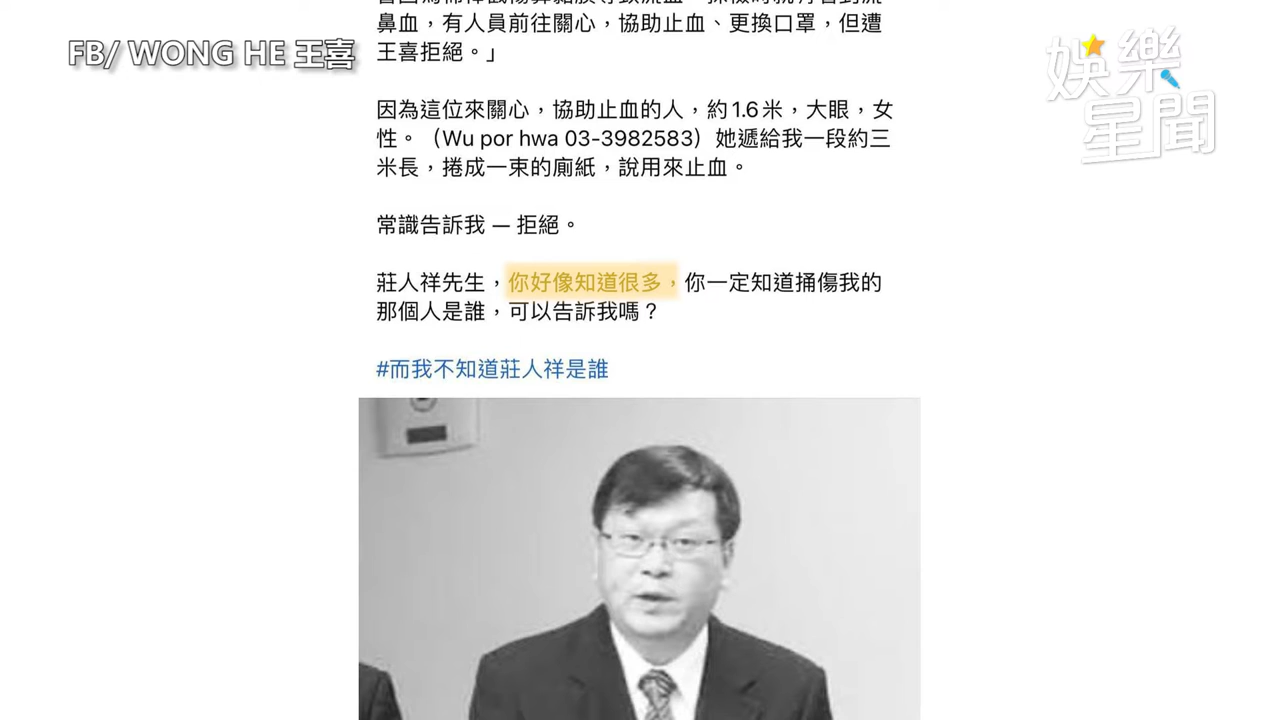 鼻血，有人員前往關心，協助止血、更換口罩，但遭
王喜拒絕。」
FB/ WONG HE 王喜
娛樂
星聞
因為這位來關心，協助止血的人，約1.6米，大眼，女
性。（Wu por hwa 03-3982583）她遞給我一段約三
米長，捲成一束的廁紙，說用來止血。
常識告訴我 — 拒絕。
莊人祥先生，你好像知道很多，你一定知道捅傷我的
那個人是誰，可以告訴我嗎？
#而我不知道莊人祥是誰